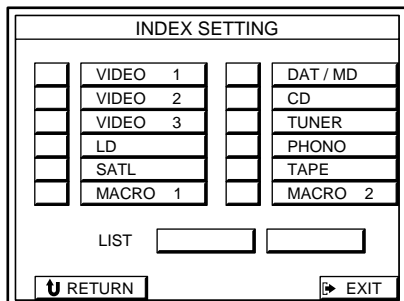 INDEX SETTING
VIDEO 1
DAT / MD
VIDEO 2
CD
VIDEO 3
TUNER
LD
PHONO
SATL
TAPE
MACRO 1
MACRO 2
LIST
RETURN
EXIT